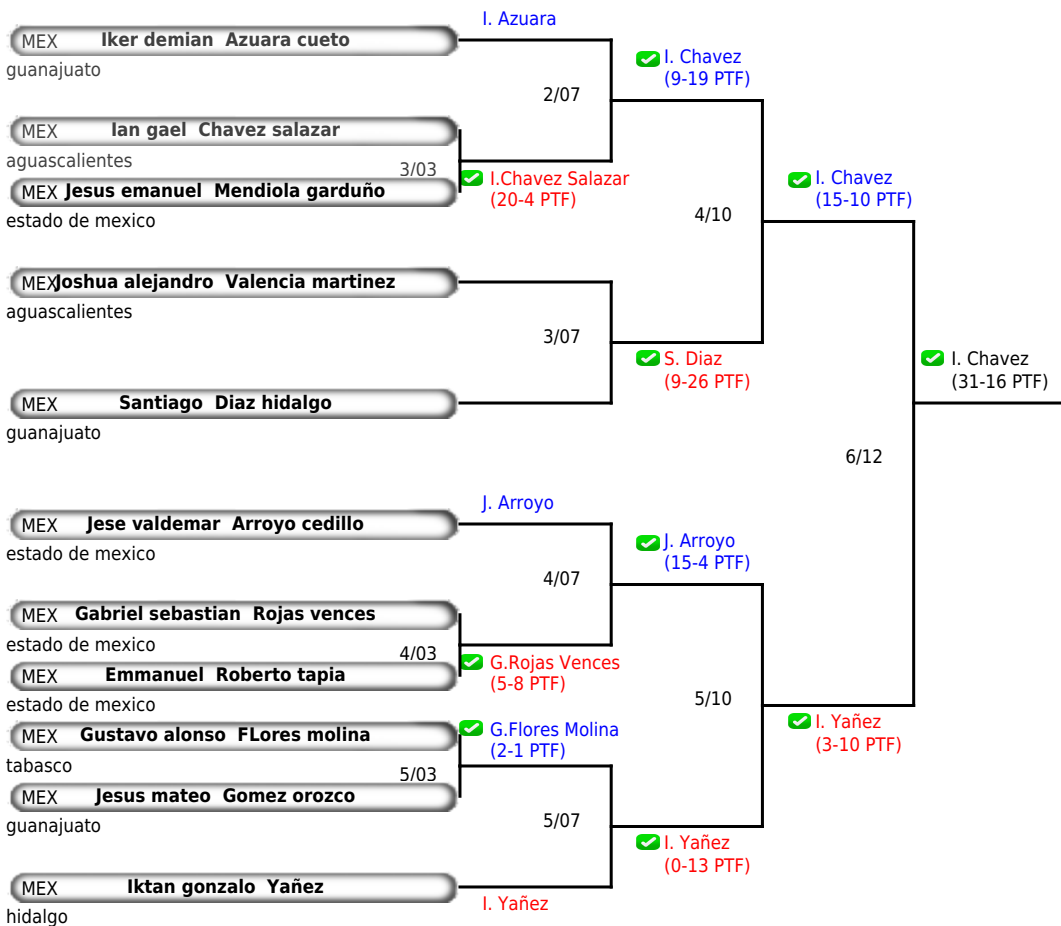 I. Azuara
MEX Iker demian Azuara cueto
guanajuato
I. Chavez
(9-19 PTF)
2/07
MEX Ian gael Chavez salazar
aguascalientes
3/03
I.Chavez Salazar
(20-4 PTF)
MEX Jesus emanuel Mendiola garduño
estado de mexico
I. Chavez
(15-10 PTF)
4/10
MEX Joshua alejandro Valencia martinez
aguascalientes
3/07
S. Diaz
(9-26 PTF)
I. Chavez
(31-16 PTF)
MEX Santiago Diaz hidalgo
guanajuato
6/12
J. Arroyo
MEX Jese valdemar Arroyo cedillo
estado de mexico
J. Arroyo
(15-4 PTF)
4/07
MEX Gabriel sebastian Rojas vences
estado de mexico
4/03
G.Rojas Vences
(5-8 PTF)
MEX Emmanuel Roberto tapia
estado de mexico
5/10
I. Yañez
(3-10 PTF)
MEX Gustavo alonso FLores molina
tabasco
G.Flores Molina
(2-1 PTF)
5/03
MEX Jesus mateo Gomez orozco
guanajuato
5/07
I. Yañez
(0-13 PTF)
MEX Iktan gonzalo Yañez
hidalgo
I. Yañez